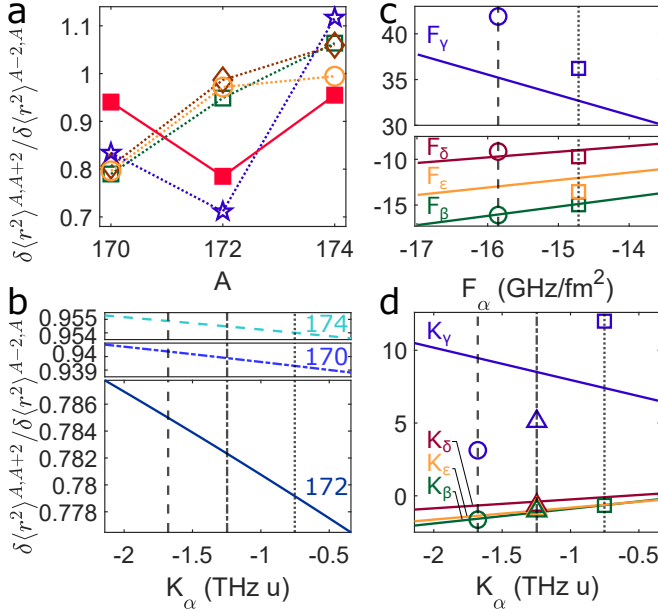 a
δ⟨r²⟩^{A,A+2}/δ⟨r²⟩^{A-2,A}
1.1
1
0.9
0.8
0.7
170
172
174
A
b
δ⟨r²⟩^{A,A+2}/δ⟨r²⟩^{A-2,A}
0.955
0.954
174
0.94
0.939
170
0.786
0.784
0.782
0.78
0.778
172
-2
-1.5
-1
-0.5
K_α (THz u)
c
40
35
30
F_γ
-10
-15
F_δ
F_ε
F_β
-17
-16
-15
-14
F_α (GHz/fm²)
d
10
5
0
K_γ
K_δ
K_ε
K_β
-2
-1.5
-1
-0.5
K_α (THz u)